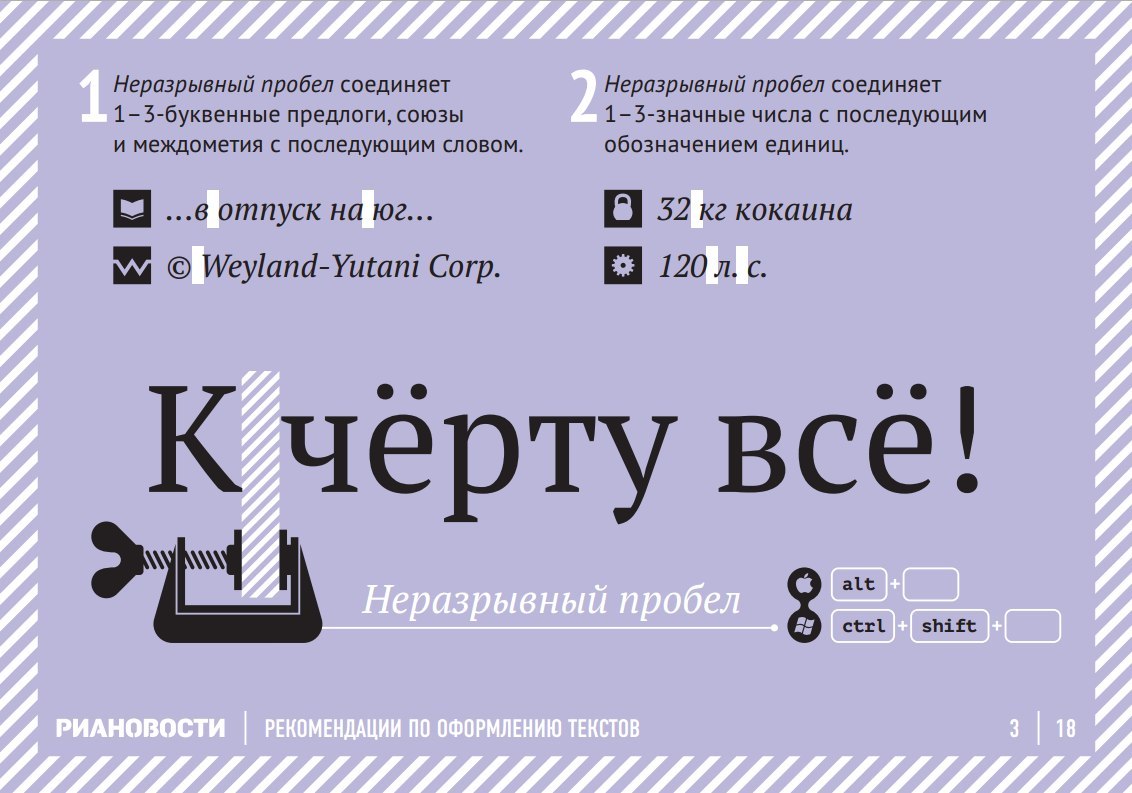 1 Неразрывный пробел соединяет
1–3-буквенные предлоги, союзы
и междометия с последующим словом.
…в отпуск на юг…
© Weyland-Yutani Corp.
2 Неразрывный пробел соединяет
1–3-значные числа с последующим
обозначением единиц.
32 кг кокаина
120 л. с.
К чёрту всё!
Неразрывный пробел
alt +
ctrl + shift +
РИАНОВОСТИ | РЕКОМЕНДАЦИИ ПО ОФОРМЛЕНИЮ ТЕКСТОВ
3 | 18